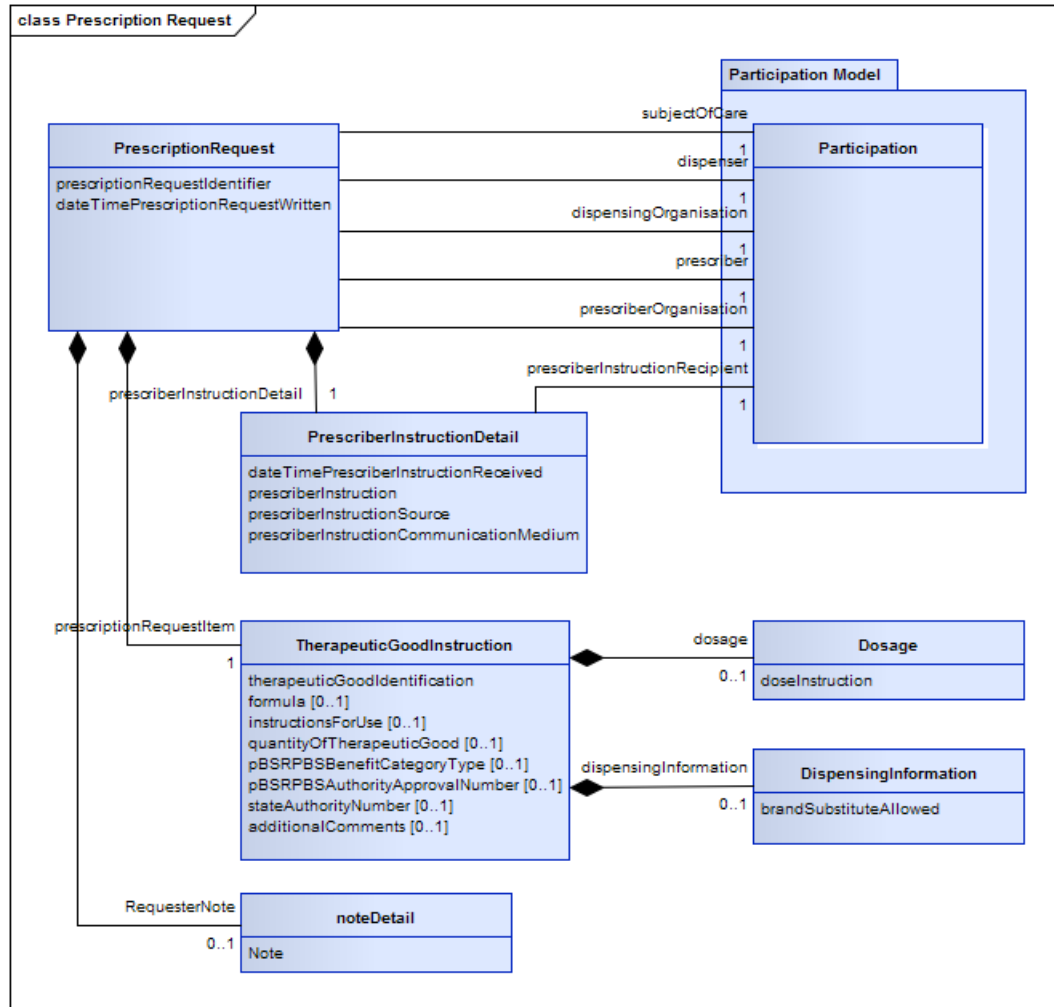 class Prescription Request
Participation Model
subjectOfCare
PrescriptionRequest
Participation
1
prescriptionRequestIdentifier
dateTimePrescriptionRequestWritten
dispenser
1
dispensingOrganisation
1
prescriber
1
prescriberOrganisation
1
prescriberInstructionRecipient
1
prescriberInstructionDetail
1
PrescriberInstructionDetail
dateTimePrescriberInstructionReceived
prescriberInstruction
prescriberInstructionSource
prescriberInstructionCommunicationMedium
prescriptionRequestItem
1
TherapeuticGoodInstruction
therapeuticGoodIdentification
formula [0..1]
instructionsForUse [0..1]
quantityOfTherapeuticGood [0..1]
pBSRPBSBenefitCategoryType [0..1]
pBSRPBSAuthorityApprovalNumber [0..1]
stateAuthorityNumber [0..1]
additionalComments [0..1]
dosage
0..1
Dosage
doseInstruction
dispensingInformation
0..1
DispensingInformation
brandSubstituteAllowed
RequesterNote
0..1
noteDetail
Note